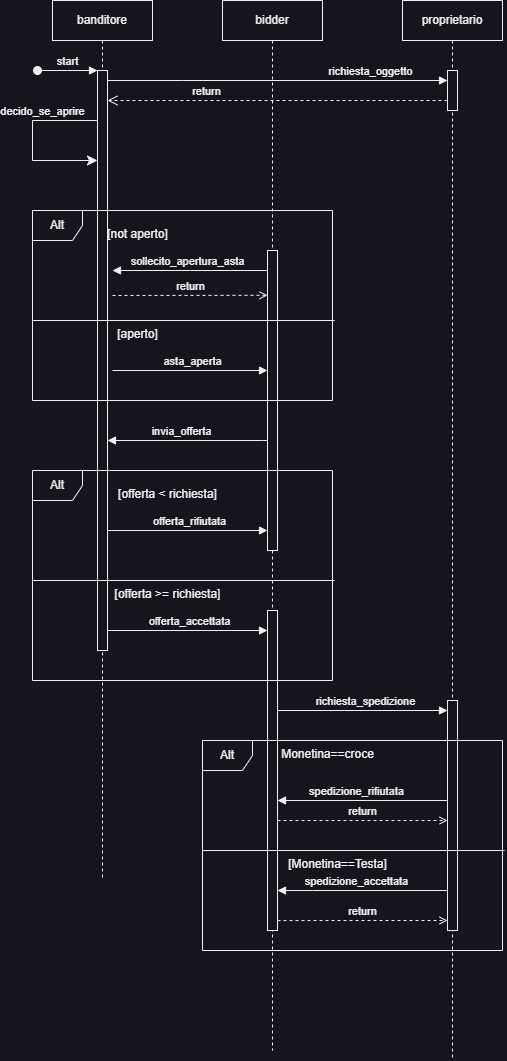 banditore
bidder
proprietario
start
richiesta_oggetto
return
decido_se_aprire
Alt
[not aperto]
sollecito_apertura_asta
return
[aperto]
asta_aperta
invia_offerta
Alt
[offerta < richiesta]
offerta_rifiutata
[offerta >= richiesta]
offerta_accettata
richiesta_spedizione
Alt
Monetina==croce
spedizione_rifiutata
return
[Monetina==Testa]
spedizione_accettata
return